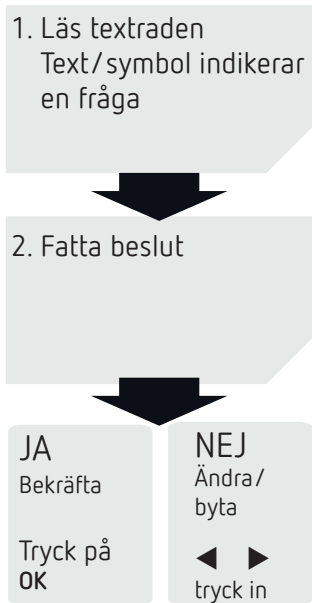 1. Läs textraden
Text/symbol indikerar
en fråga
2. Fatta beslut
JA
Bekräfta
Tryck på
OK
NEJ
Ändra/
byta
◀ ▶
tryck in